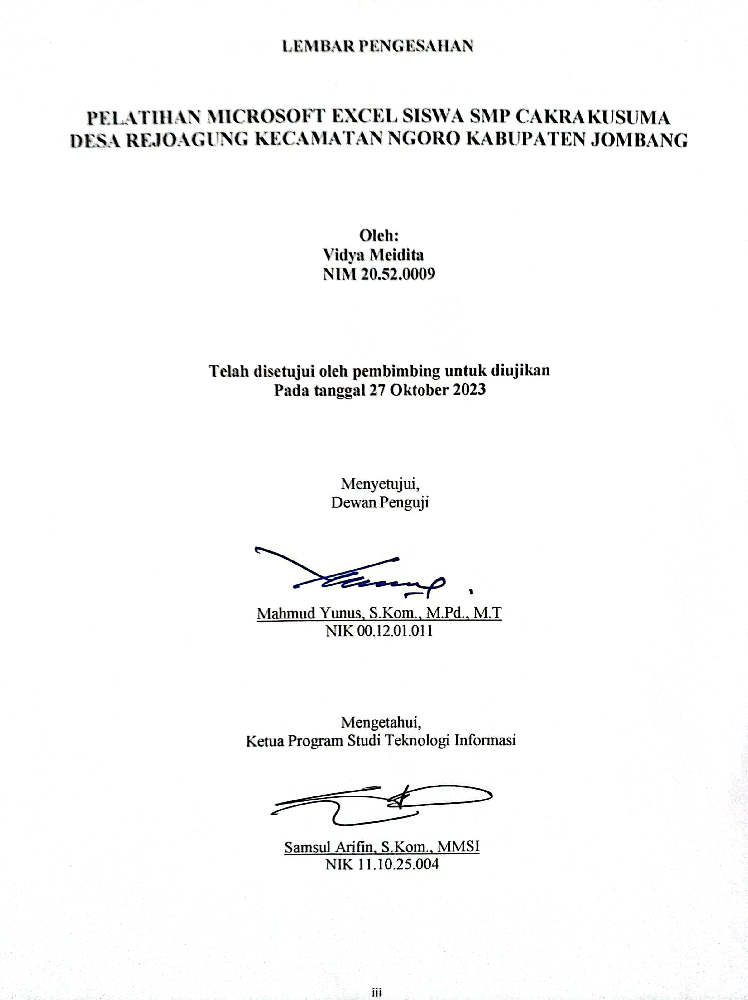 LEMBAR PENGESAHAN
PELATIHAN MICROSOFT EXCEL SISWA SMP CAKRA KUSUMA
DESA REJOAGUNG KECAMATAN NGORO KABUPATEN JOMBANG
Oleh:
Vidya Meidita
NIM 20.52.0009
Telah disetujui oleh pembimbing untuk diujikan
Pada tanggal 27 Oktober 2023
Menyetujui,
Dewan Penguji
Mahmud Yunus, S.Kom., M.Pd., M.T
NIK 00.12.01.011
Mengetahui,
Ketua Program Studi Teknologi Informasi
Samsul Arifin, S.Kom., MMSI
NIK 11.10.25.004
iii